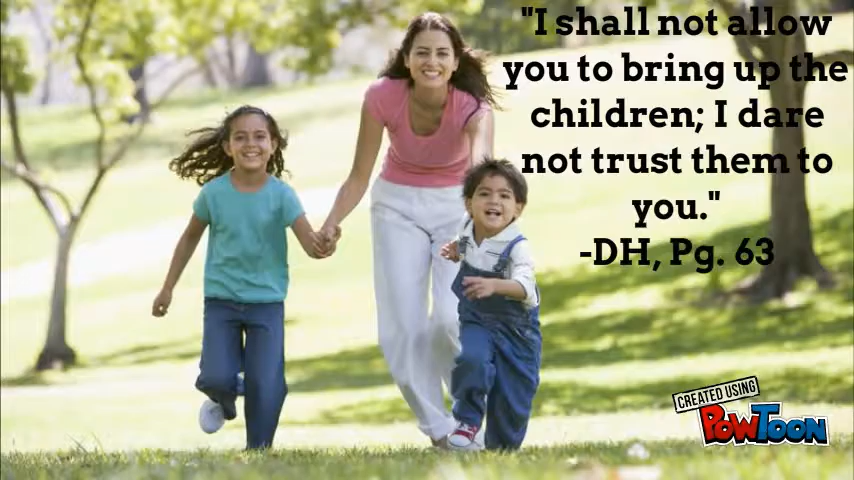 "I shall not allow
you to bring up the
children; I dare
not trust them to
you."
-DH, Pg. 63
CREATED USING
POWTOON